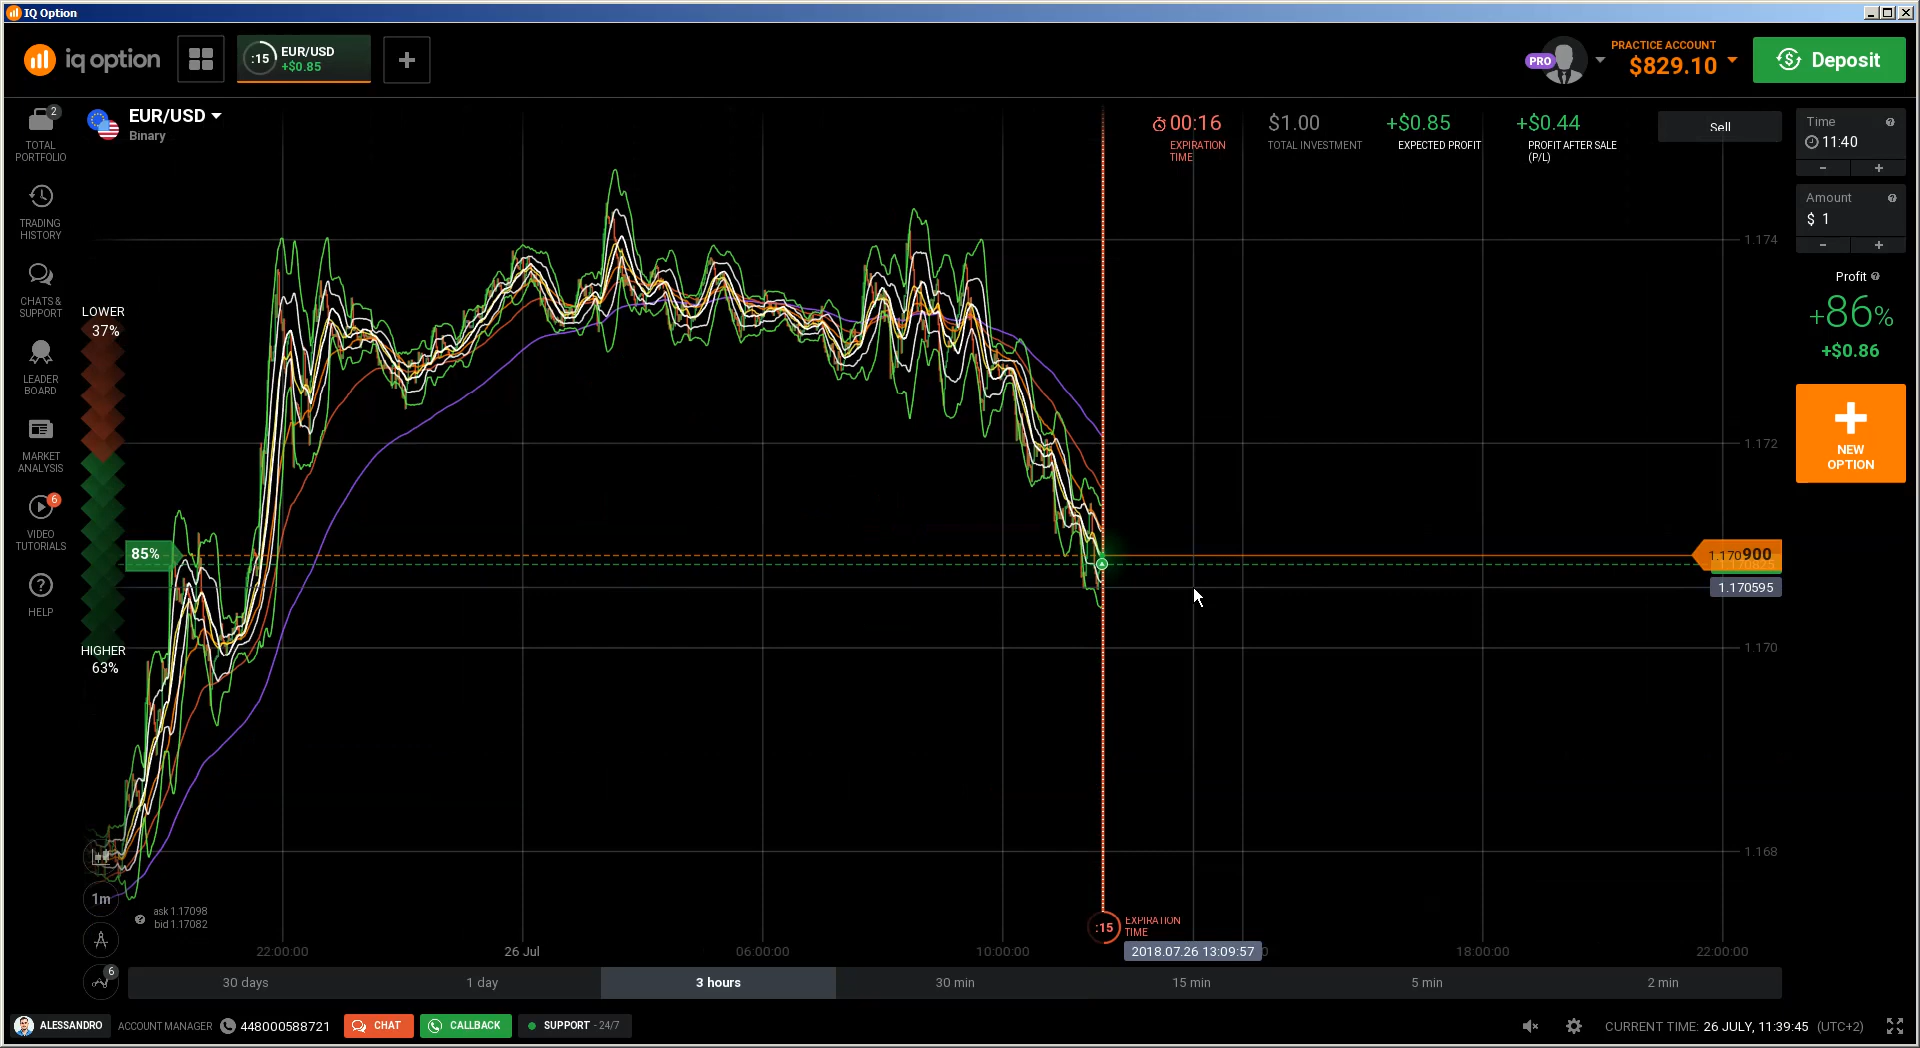 IQ Option
iq option
:15
EUR/USD
+$0.85
PRO
PRACTICE ACCOUNT
$829.10
Deposit
2
TOTAL
PORTFOLIO
TRADING
HISTORY
CHATS &
SUPPORT
LEADER
BOARD
MARKET
ANALYSIS
6
VIDEO
TUTORIALS
HELP
EUR/USD
Binary
00:16
EXPIRATION
TIME
$1.00
TOTAL INVESTMENT
+$0.85
EXPECTED PROFIT
+$0.44
PROFIT AFTER SALE
(P/L)
Sell
Time
11:40
Amount
$ 1
Profit
+86%
+$0.86
NEW
OPTION
LOWER
37%
85%
HIGHER
63%
1.174
1.172
1.170900
1.170825
1.170595
1.170
1.168
1m
ask 1.17098
bid 1.17082
6
:15
EXPIRATION
TIME
22:00:00
26 Jul
06:00:00
10:00:00
2018.07.26 13:09:57
18:00:00
22:00:00
30 days
1 day
3 hours
30 min
15 min
5 min
2 min
ALESSANDRO
ACCOUNT MANAGER
448000588721
CHAT
CALLBACK
SUPPORT - 24/7
CURRENT TIME: 26 JULY, 11:39:45 (UTC+2)